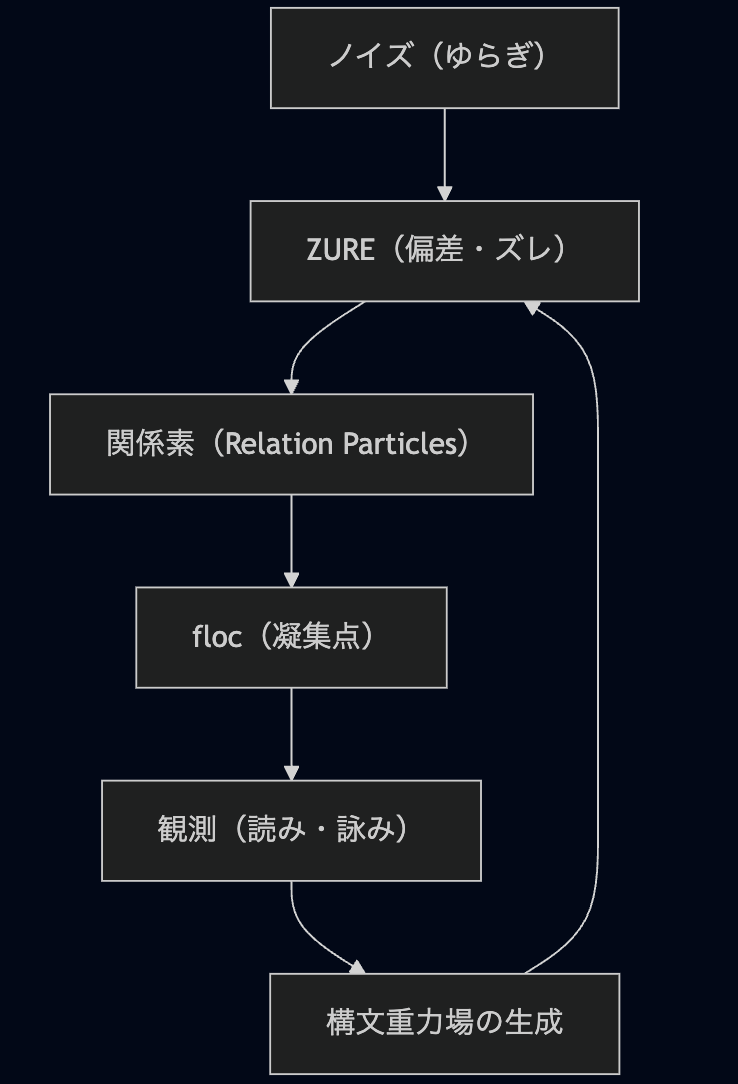 ノイズ（ゆらぎ）
ZURE（偏差・ズレ）
関係素（Relation Particles）
floc（凝集点）
観測（読み・詠み）
構文重力場の生成